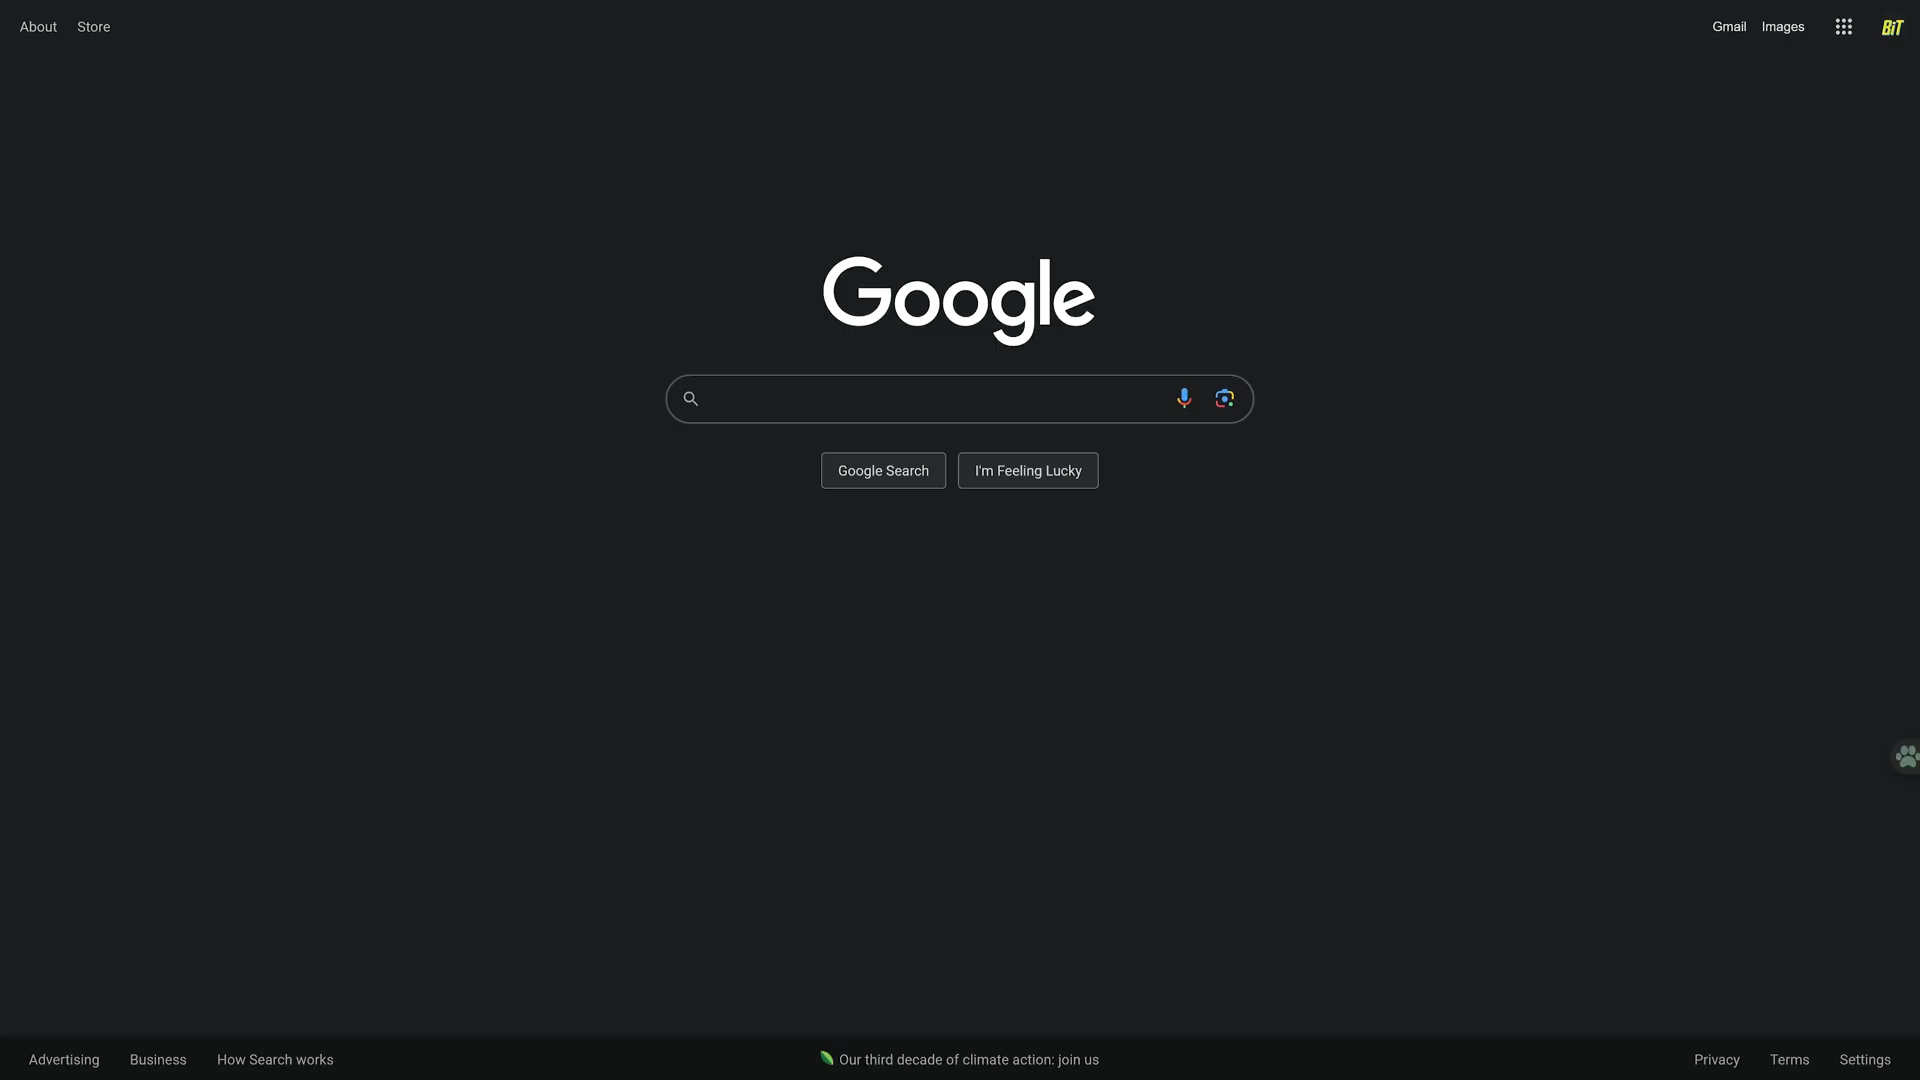 About Store
Gmail Images BiT
Google
Google Search I'm Feeling Lucky
Advertising Business How Search works
Our third decade of climate action: join us
Privacy Terms Settings